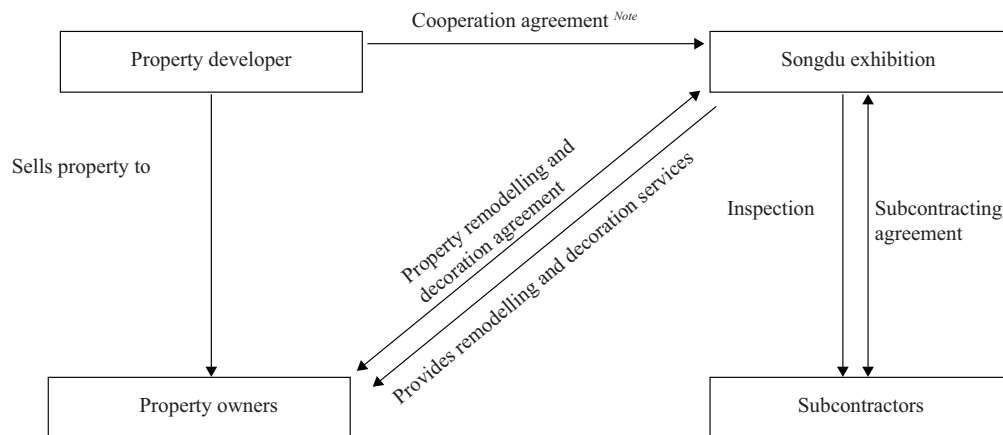 Cooperation agreement Note
Property developer
Songdu exhibition
Sells property to
Property remodelling and
decoration agreement
Provides remodelling and decoration services
Inspection
Subcontracting
agreement
Property owners
Subcontractors